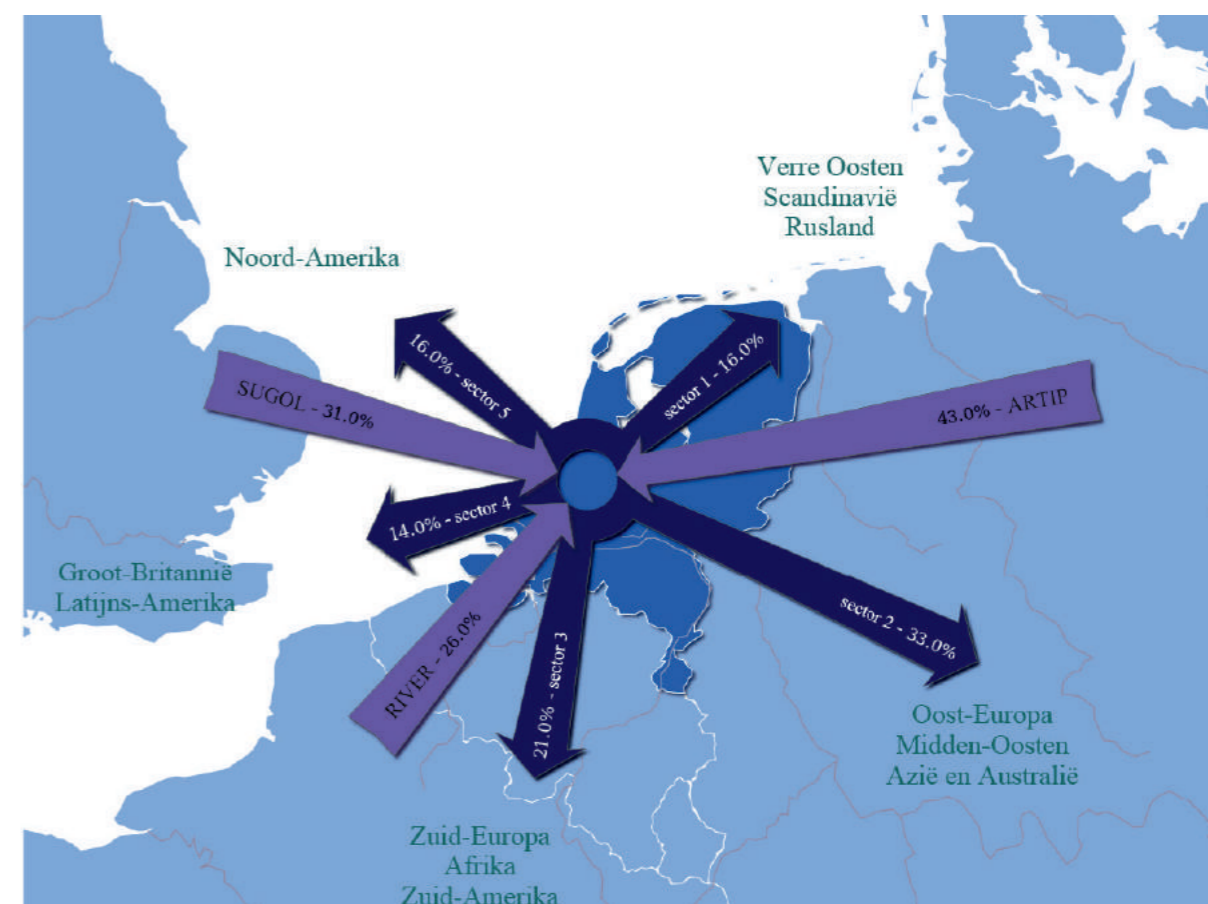 Verre Oosten
Scandinavië
Rusland
Noord-Amerika
16.0% - sector 5
sector 1 - 16.0%
SUGOL - 31.0%
43.0% - ARTIP
14.0% - sector 4
Groot-Britannië
Latijns-Amerika
RIVER - 26.0%
21.0% - sector 3
sector 2 - 33.0%
Oost-Europa
Midden-Oosten
Azië en Australië
Zuid-Europa
Afrika
Zuid-Amerika